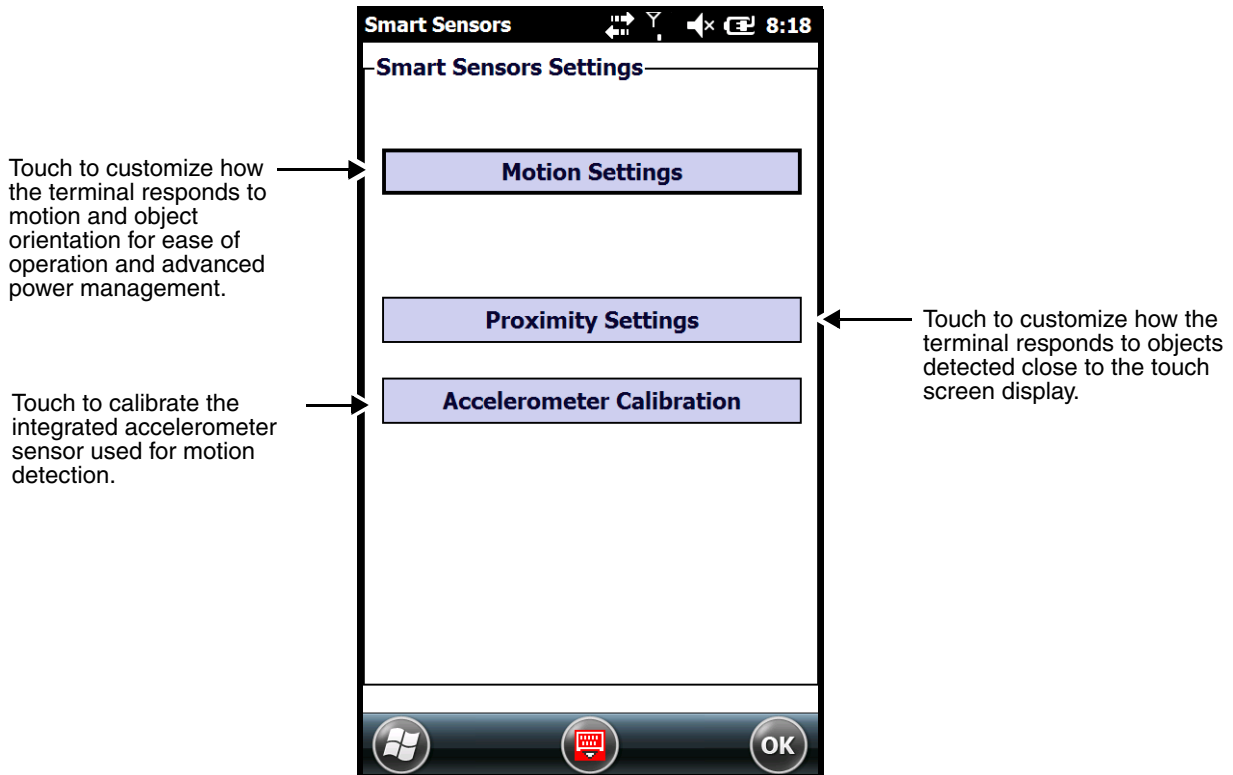 Smart Sensors 8:18
Smart Sensors Settings
Touch to customize how
the terminal responds to
motion and object
orientation for ease of
operation and advanced
power management.
Motion Settings
Proximity Settings
Touch to customize how the
terminal responds to objects
detected close to the touch
screen display.
Touch to calibrate the
integrated accelerometer
sensor used for motion
detection.
Accelerometer Calibration
OK